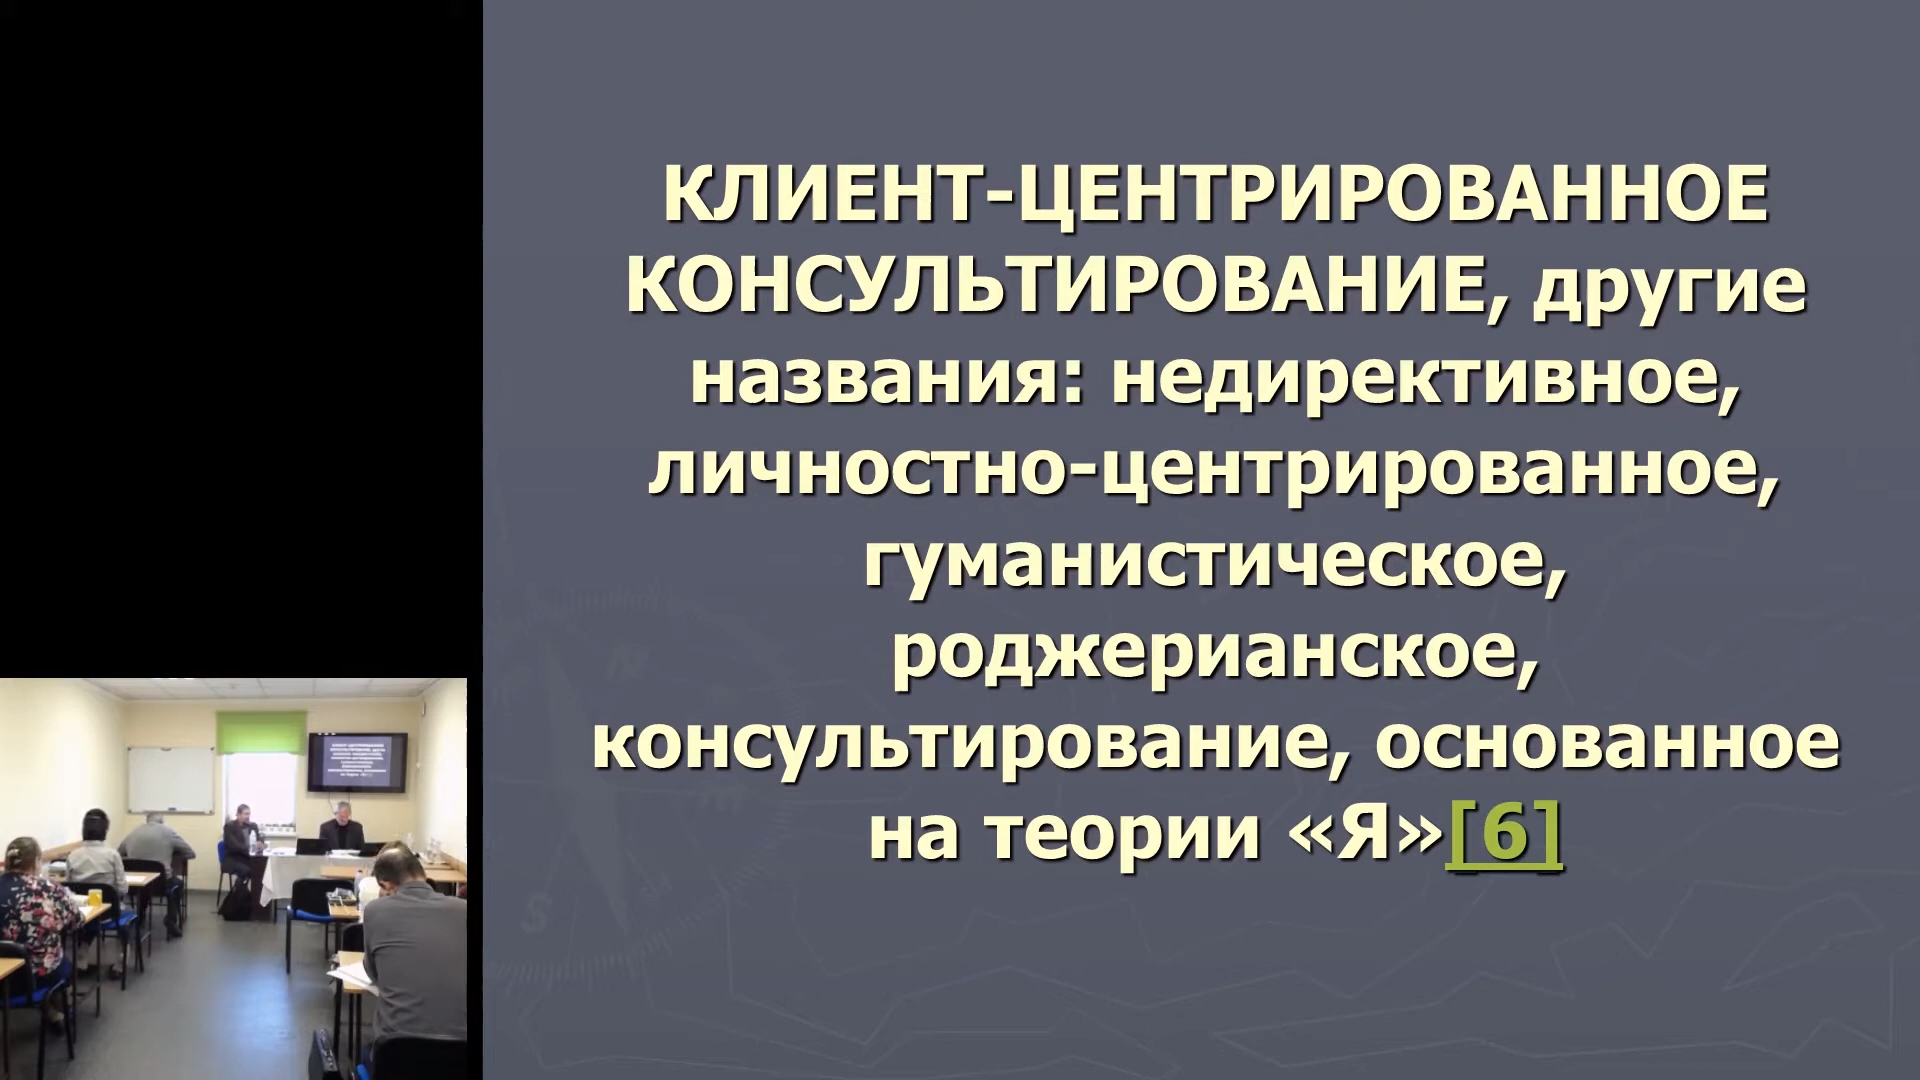 КЛИЕНТ-ЦЕНТРИРОВАННОЕ
КОНСУЛЬТИРОВАНИЕ, другие
названия: недирективное,
личностно-центрированное,
гуманистическое,
роджерианское,
консультирование, основанное
на теории «Я»[6]